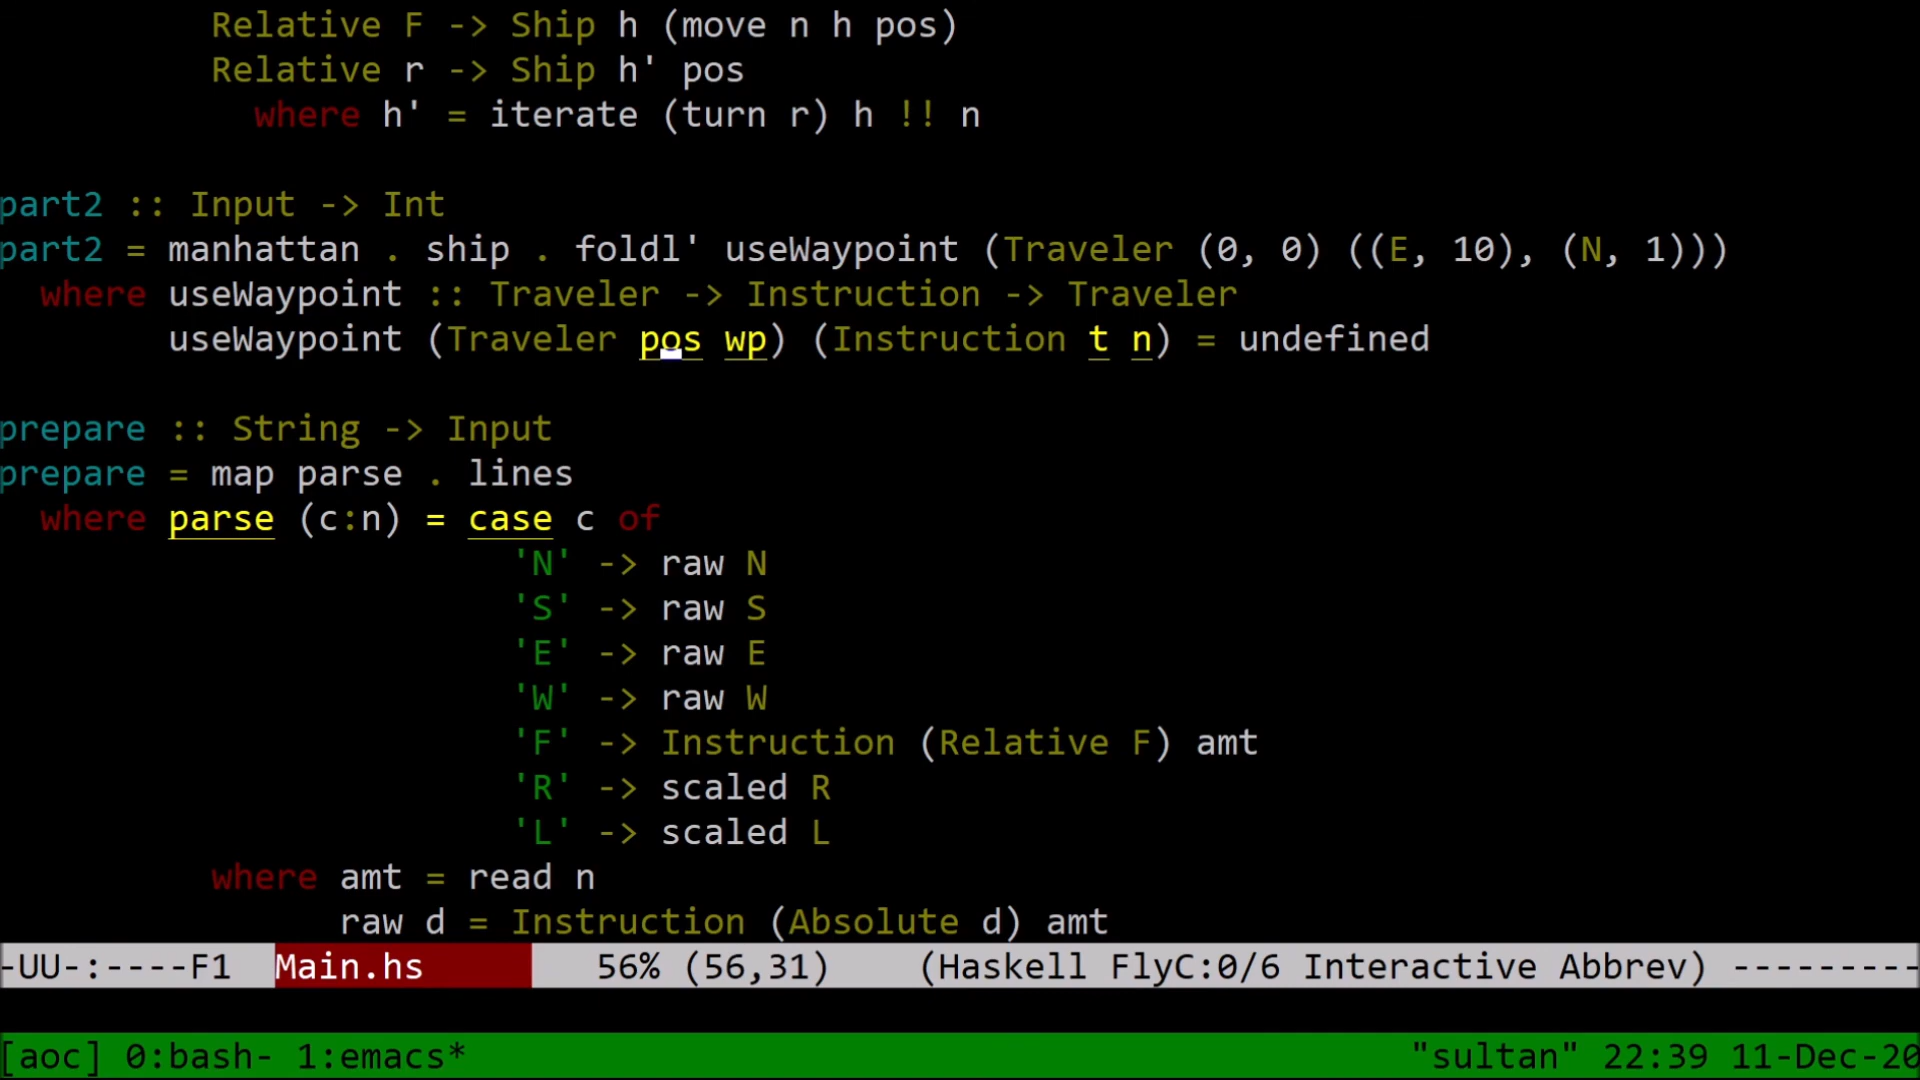 Relative F -> Ship h (move n h pos)
Relative r -> Ship h' pos
where h' = iterate (turn r) h !! n
part2 :: Input -> Int
part2 = manhattan . ship . foldl' useWaypoint (Traveler (0, 0) ((E, 10), (N, 1)))
where useWaypoint :: Traveler -> Instruction -> Traveler
useWaypoint (Traveler pos wp) (Instruction t n) = undefined
prepare :: String -> Input
prepare = map parse . lines
where parse (c:n) = case c of
'N' -> raw N
'S' -> raw S
'E' -> raw E
'W' -> raw W
'F' -> Instruction (Relative F) amt
'R' -> scaled R
'L' -> scaled L
where amt = read n
raw d = Instruction (Absolute d) amt
-UU-:----F1 Main.hs 56% (56,31) (Haskell FlyC:0/6 Interactive Abbrev) ---------
[aoc] 0:bash- 1:emacs* "sultan" 22:39 11-Dec-20